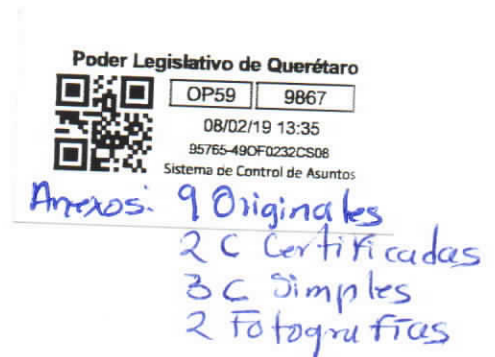 Poder Legislativo de Querétaro
OP59 9867
08/02/19 13:35
95765-49OF0232CS08
Sistema de Control de Asuntos
Anexos: 9 Originales
2 C Certificadas
3 C Simples
2 Fotografías